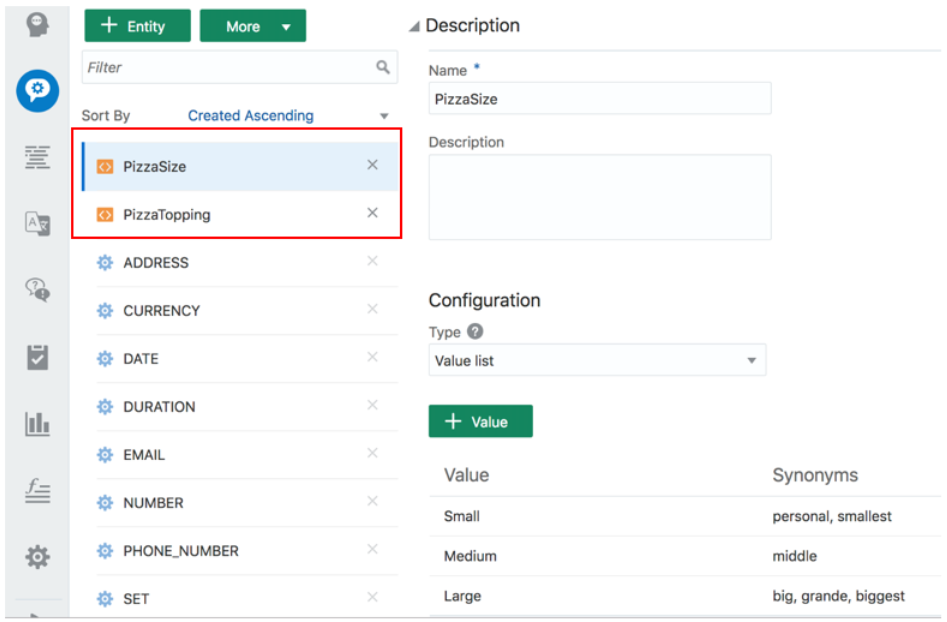 + Entity
More
Filter
Sort By Created Ascending
PizzaSize
PizzaTopping
ADDRESS
CURRENCY
DATE
DURATION
EMAIL
NUMBER
PHONE_NUMBER
SET
Description
Name *
PizzaSize
Description
Configuration
Type ?
Value list
+ Value
Value Synonyms
Small personal, smallest
Medium middle
Large big, grande, biggest